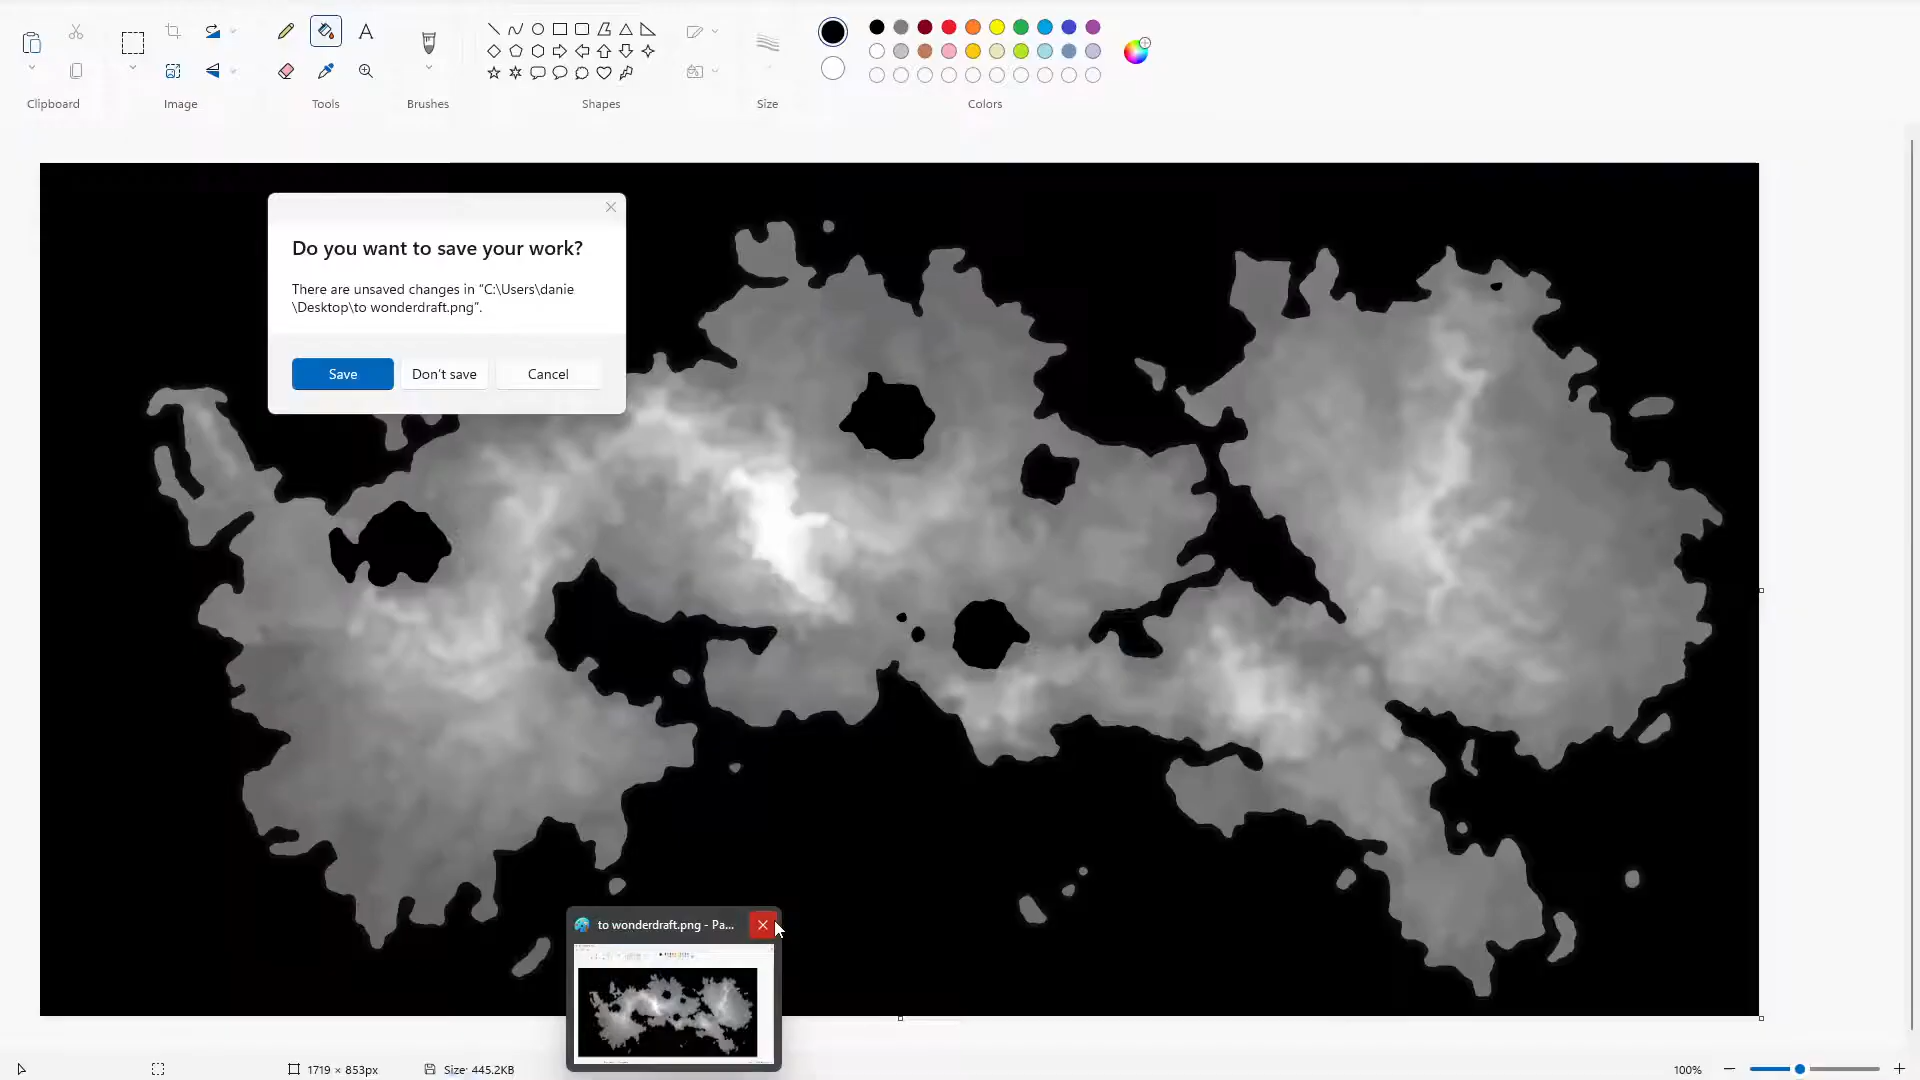 Clipboard
Image
Tools
Brushes
Shapes
Size
Colors
Do you want to save your work?
There are unsaved changes in “C:\Users\danie
\Desktop\to wonderdraft.png”.
Save
Don't save
Cancel
to wonderdraft.png - Pa...
1719 × 853px
Size: 445.2KB
100%